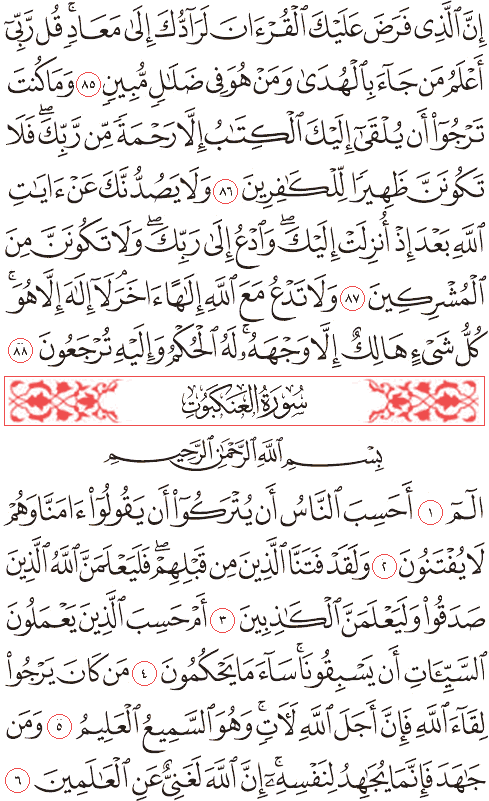 إِنَّ ٱلَّذِى فَرَضَ عَلَيْكَ ٱلْقُرْءَانَ لَرَآدُّكَ إِلَىٰ مَعَادٍۚ قُل رَّبِّىٓ
أَعْلَمُ مَن جَآءَ بِٱلْهُدَىٰ وَمَنْ هُوَ فِى ضَلَٰلٍ مُّبِينٍ ٨٥ وَمَا كُنتَ
تَرْجُوٓا۟ أَن يُلْقَىٰٓ إِلَيْكَ ٱلْكِتَٰبُ إِلَّا رَحْمَةً مِّن رَّبِّكَۖ فَلَا
تَكُونَنَّ ظَهِيرًا لِّلْكَٰفِرِينَ ٨٦ وَلَا يَصُدُّنَّكَ عَنْ ءَايَٰتِ
ٱللَّهِ بَعْدَ إِذْ أُنزِلَتْ إِلَيْكَۖ وَٱدْعُ إِلَىٰ رَبِّكَۖ وَلَا تَكُونَنَّ مِنَ
ٱلْمُشْرِكِينَ ٨٧ وَلَا تَدْعُ مَعَ ٱللَّهِ إِلَٰهًا ءَاخَرَۘ لَآ إِلَٰهَ إِلَّا هُوَۚ
كُلُّ شَىْءٍ هَالِكٌ إِلَّا وَجْهَهُۥۚ لَهُ ٱلْحُكْمُ وَإِلَيْهِ تُرْجَعُونَ ٨٨
سُورَةُ العَنكَبُوتِ
بِسْمِ ٱللَّهِ ٱلرَّحْمَٰنِ ٱلرَّحِيمِ
الٓمٓ ١ أَحَسِبَ ٱلنَّاسُ أَن يُتْرَكُوٓا۟ أَن يَقُولُوٓا۟ ءَامَنَّا وَهُمْ
لَا يُفْتَنُونَ ٢ وَلَقَدْ فَتَنَّا ٱلَّذِينَ مِن قَبْلِهِمْۖ فَلَيَعْلَمَنَّ ٱللَّهُ ٱلَّذِينَ
صَدَقُوا۟ وَلَيَعْلَمَنَّ ٱلْكَٰذِبِينَ ٣ أَمْ حَسِبَ ٱلَّذِينَ يَعْمَلُونَ
ٱلسَّيِّـَٔاتِ أَن يَسْبِقُونَاۚ سَآءَ مَا يَحْكُمُونَ ٤ مَن كَانَ يَرْجُوا۟
لِقَآءَ ٱللَّهِ فَإِنَّ أَجَلَ ٱللَّهِ لَـَٔاتٍۚ وَهُوَ ٱلسَّمِيعُ ٱلْعَلِيمُ ٥ وَمَن
جَٰهَدَ فَإِنَّمَا يُجَٰهِدُ لِنَفْسِهِۦٓۚ إِنَّ ٱللَّهَ لَغَنِىٌّ عَنِ ٱلْعَٰلَمِينَ ٦